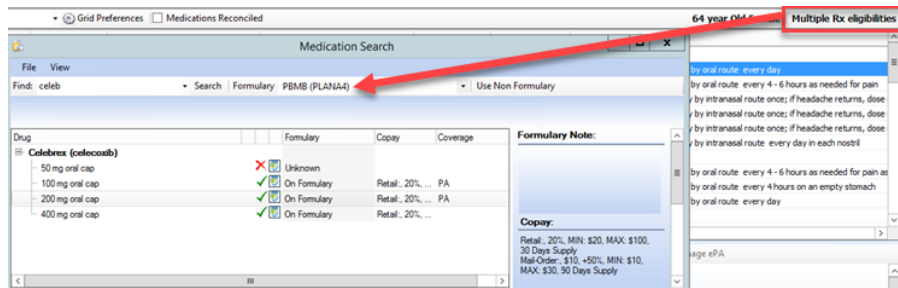 Grid Preferences Medications Reconciled
64 year Old Multiple Rx eligibilities
Medication Search
File View
Find: celeb Search Formulary PBMB (PLANA4) Use Non Formulary
Drug Formulary Copay Coverage
Celebrex (celecoxib)
50 mg oral cap Unknown
100 mg oral cap On Formulary Retail:, 20%, ... PA
200 mg oral cap On Formulary Retail:, 20%, ... PA
400 mg oral cap On Formulary Retail:, 20%, ...
Formulary Note:
Copay:
Retail:, 20%, MIN: $20, MAX: $100,
30 Days Supply
Mail-Order:, $10, +50%, MIN: $10,
MAX: $30, 90 Days Supply
by oral route every day
by oral route every 4 - 6 hours as needed for pain
by intranasal route once; if headache returns, dose
by intranasal route once; if headache returns, dose
by intranasal route once; if headache returns, dose
by intranasal route every day in each nostril
by oral route every 4 - 6 hours as needed for pain as
by oral route every 4 hours on an empty stomach
by oral route every day
ePA